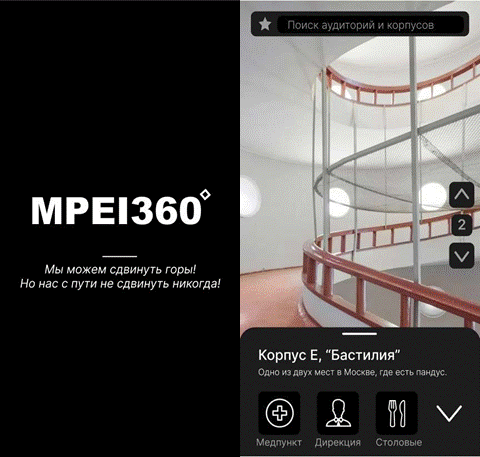 MPEI360
Мы можем сдвинуть горы!
Но нас с пути не сдвинуть никогда!
Поиск аудиторий и корпусов
2
Корпус Е, “Бастилия”
Одно из двух мест в Москве, где есть пандус.
Медпункт Дирекция Столовые